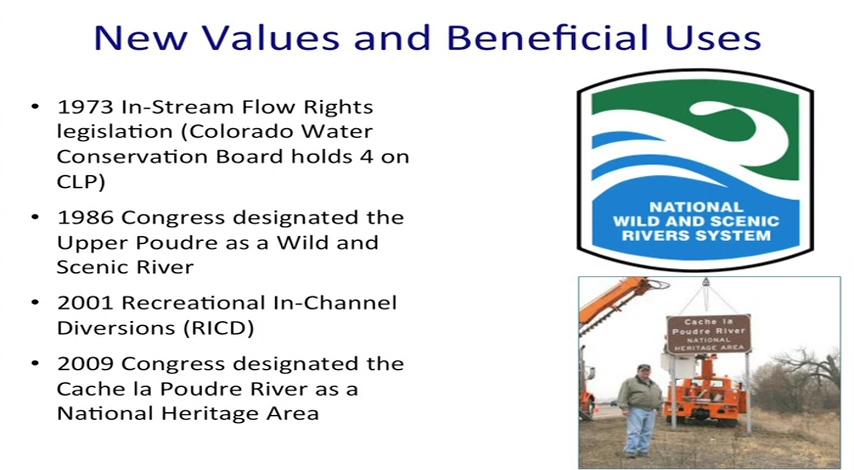 New Values and Beneficial Uses
• 1973 In-Stream Flow Rights
legislation (Colorado Water
Conservation Board holds 4 on
CLP)
• 1986 Congress designated the
Upper Poudre as a Wild and
Scenic River
• 2001 Recreational In-Channel
Diversions (RICD)
• 2009 Congress designated the
Cache la Poudre River as a
National Heritage Area
NATIONAL
WILD AND SCENIC
RIVERS SYSTEM
Cache la
Poudre River
NATIONAL
HERITAGE AREA